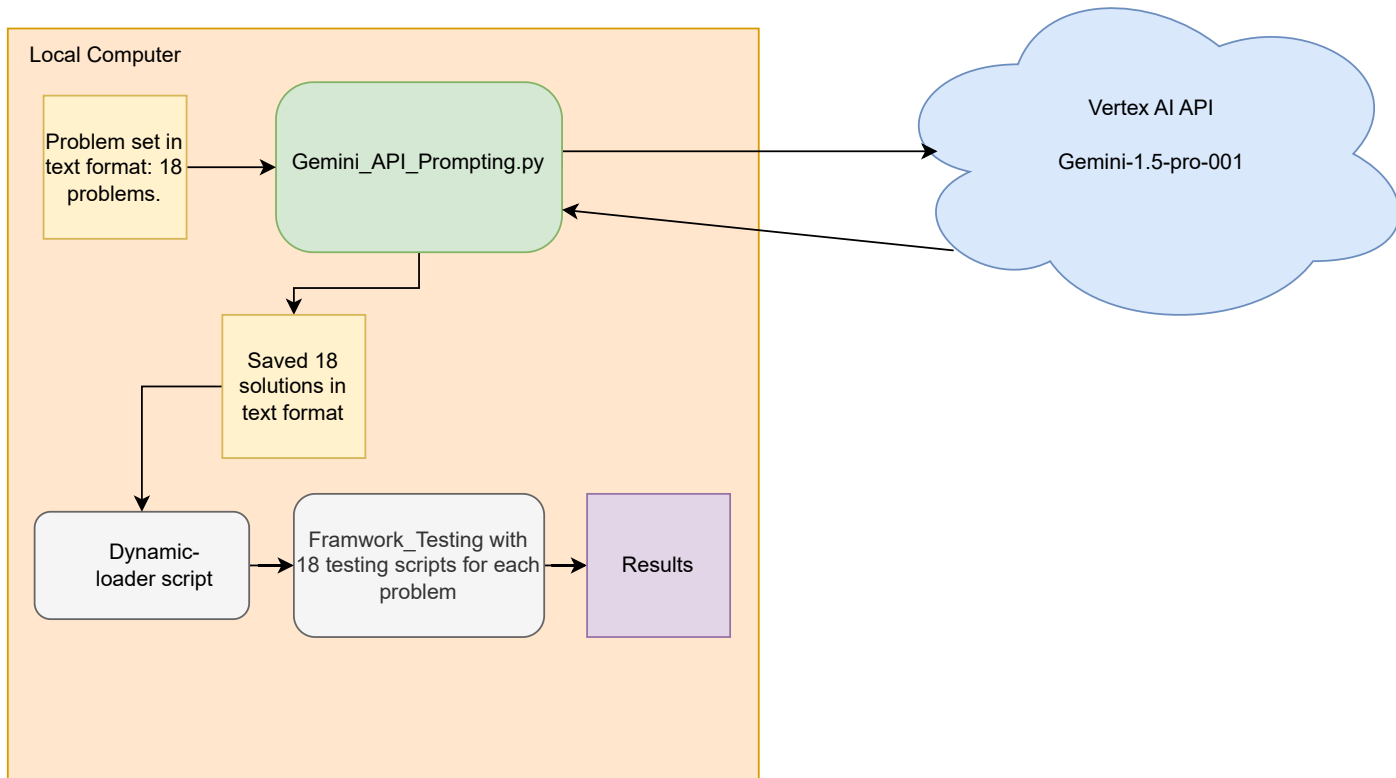 Local Computer
Problem set in
text format: 18
problems.
Gemini_API_Prompting.py
Vertex AI API
Gemini-1.5-pro-001
Saved 18
solutions in
text format
Dynamic-
loader script
Framwork_Testing with
18 testing scripts for each
problem
Results